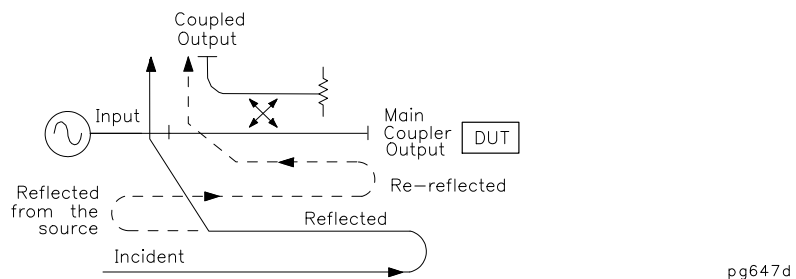 Coupled
Output
Input
Main
Coupler
Output
DUT
Re-reflected
Reflected
from the
source
Reflected
Incident
pg647d